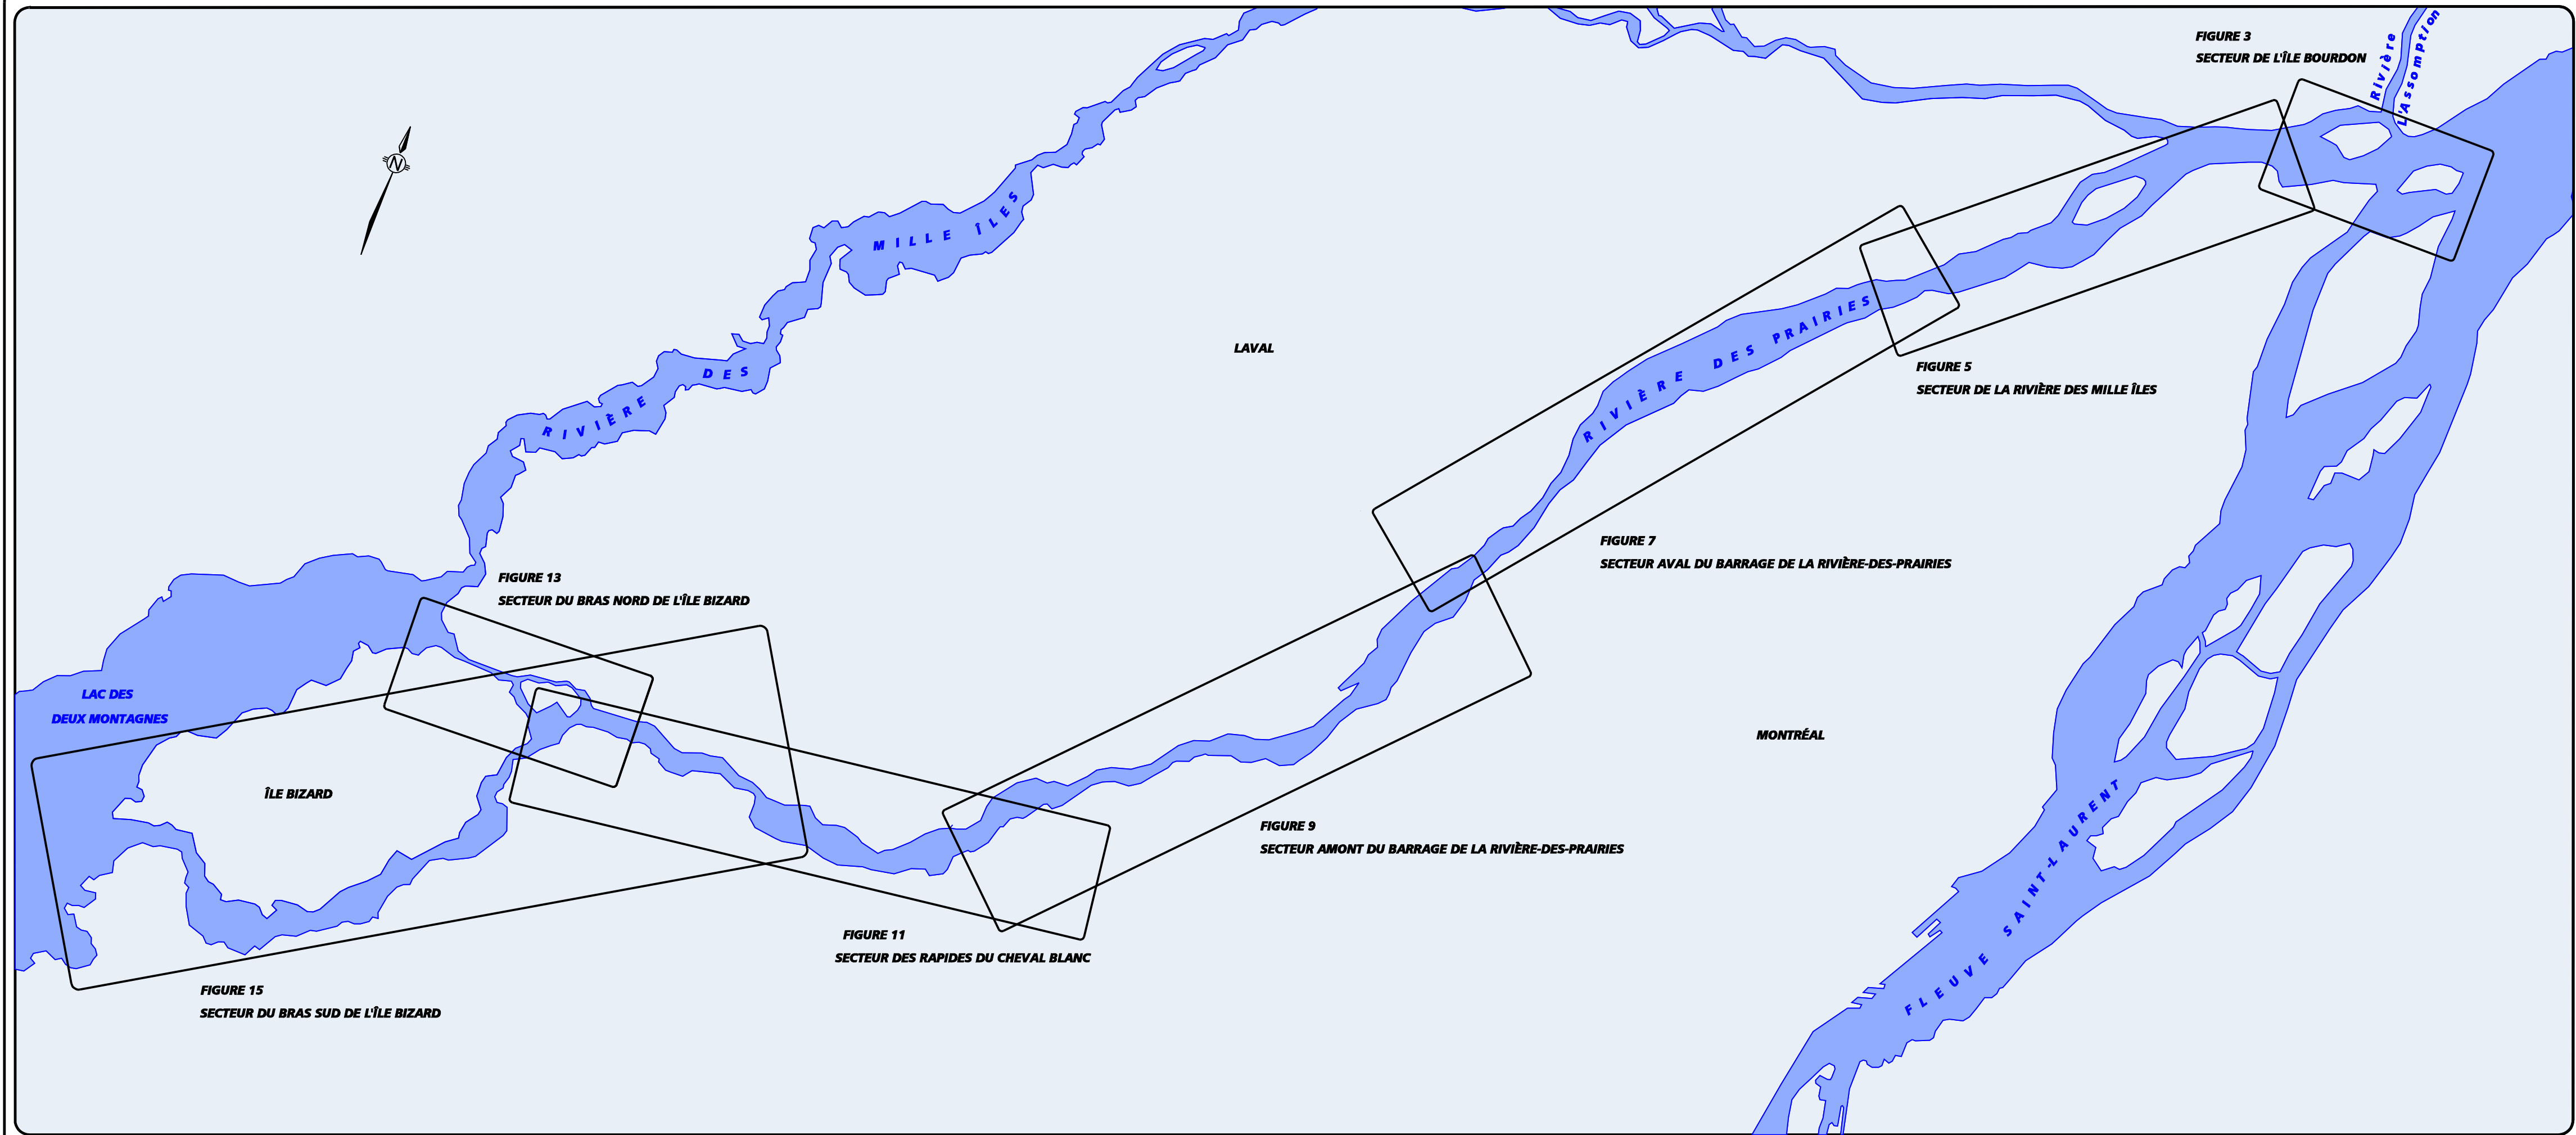 FIGURE 3
SECTEUR DE L'ÎLE BOURDON
Rivière
L'Assomption
N
MILLE ÎLES
DES
RIVIÈRE
LAVAL
RIVIÈRE DES PRAIRIES
FIGURE 5
SECTEUR DE LA RIVIÈRE DES MILLE ÎLES
FIGURE 7
SECTEUR AVAL DU BARRAGE DE LA RIVIÈRE-DES-PRAIRIES
FIGURE 13
SECTEUR DU BRAS NORD DE L'ÎLE BIZARD
LAC DES
DEUX MONTAGNES
MONTRÉAL
ÎLE BIZARD
FIGURE 9
SECTEUR AMONT DU BARRAGE DE LA RIVIÈRE-DES-PRAIRIES
FLEUVE SAINT-LAURENT
FIGURE 11
SECTEUR DES RAPIDES DU CHEVAL BLANC
FIGURE 15
SECTEUR DU BRAS SUD DE L'ÎLE BIZARD